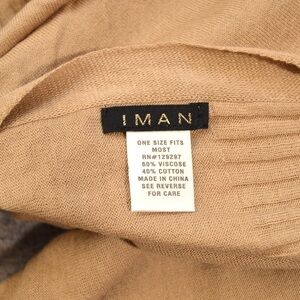 IMAN
ONE SIZE FITS
MOST
RN#129297
60% VISCOSE
40% COTTON
MADE IN CHINA
SEE REVERSE
FOR CARE